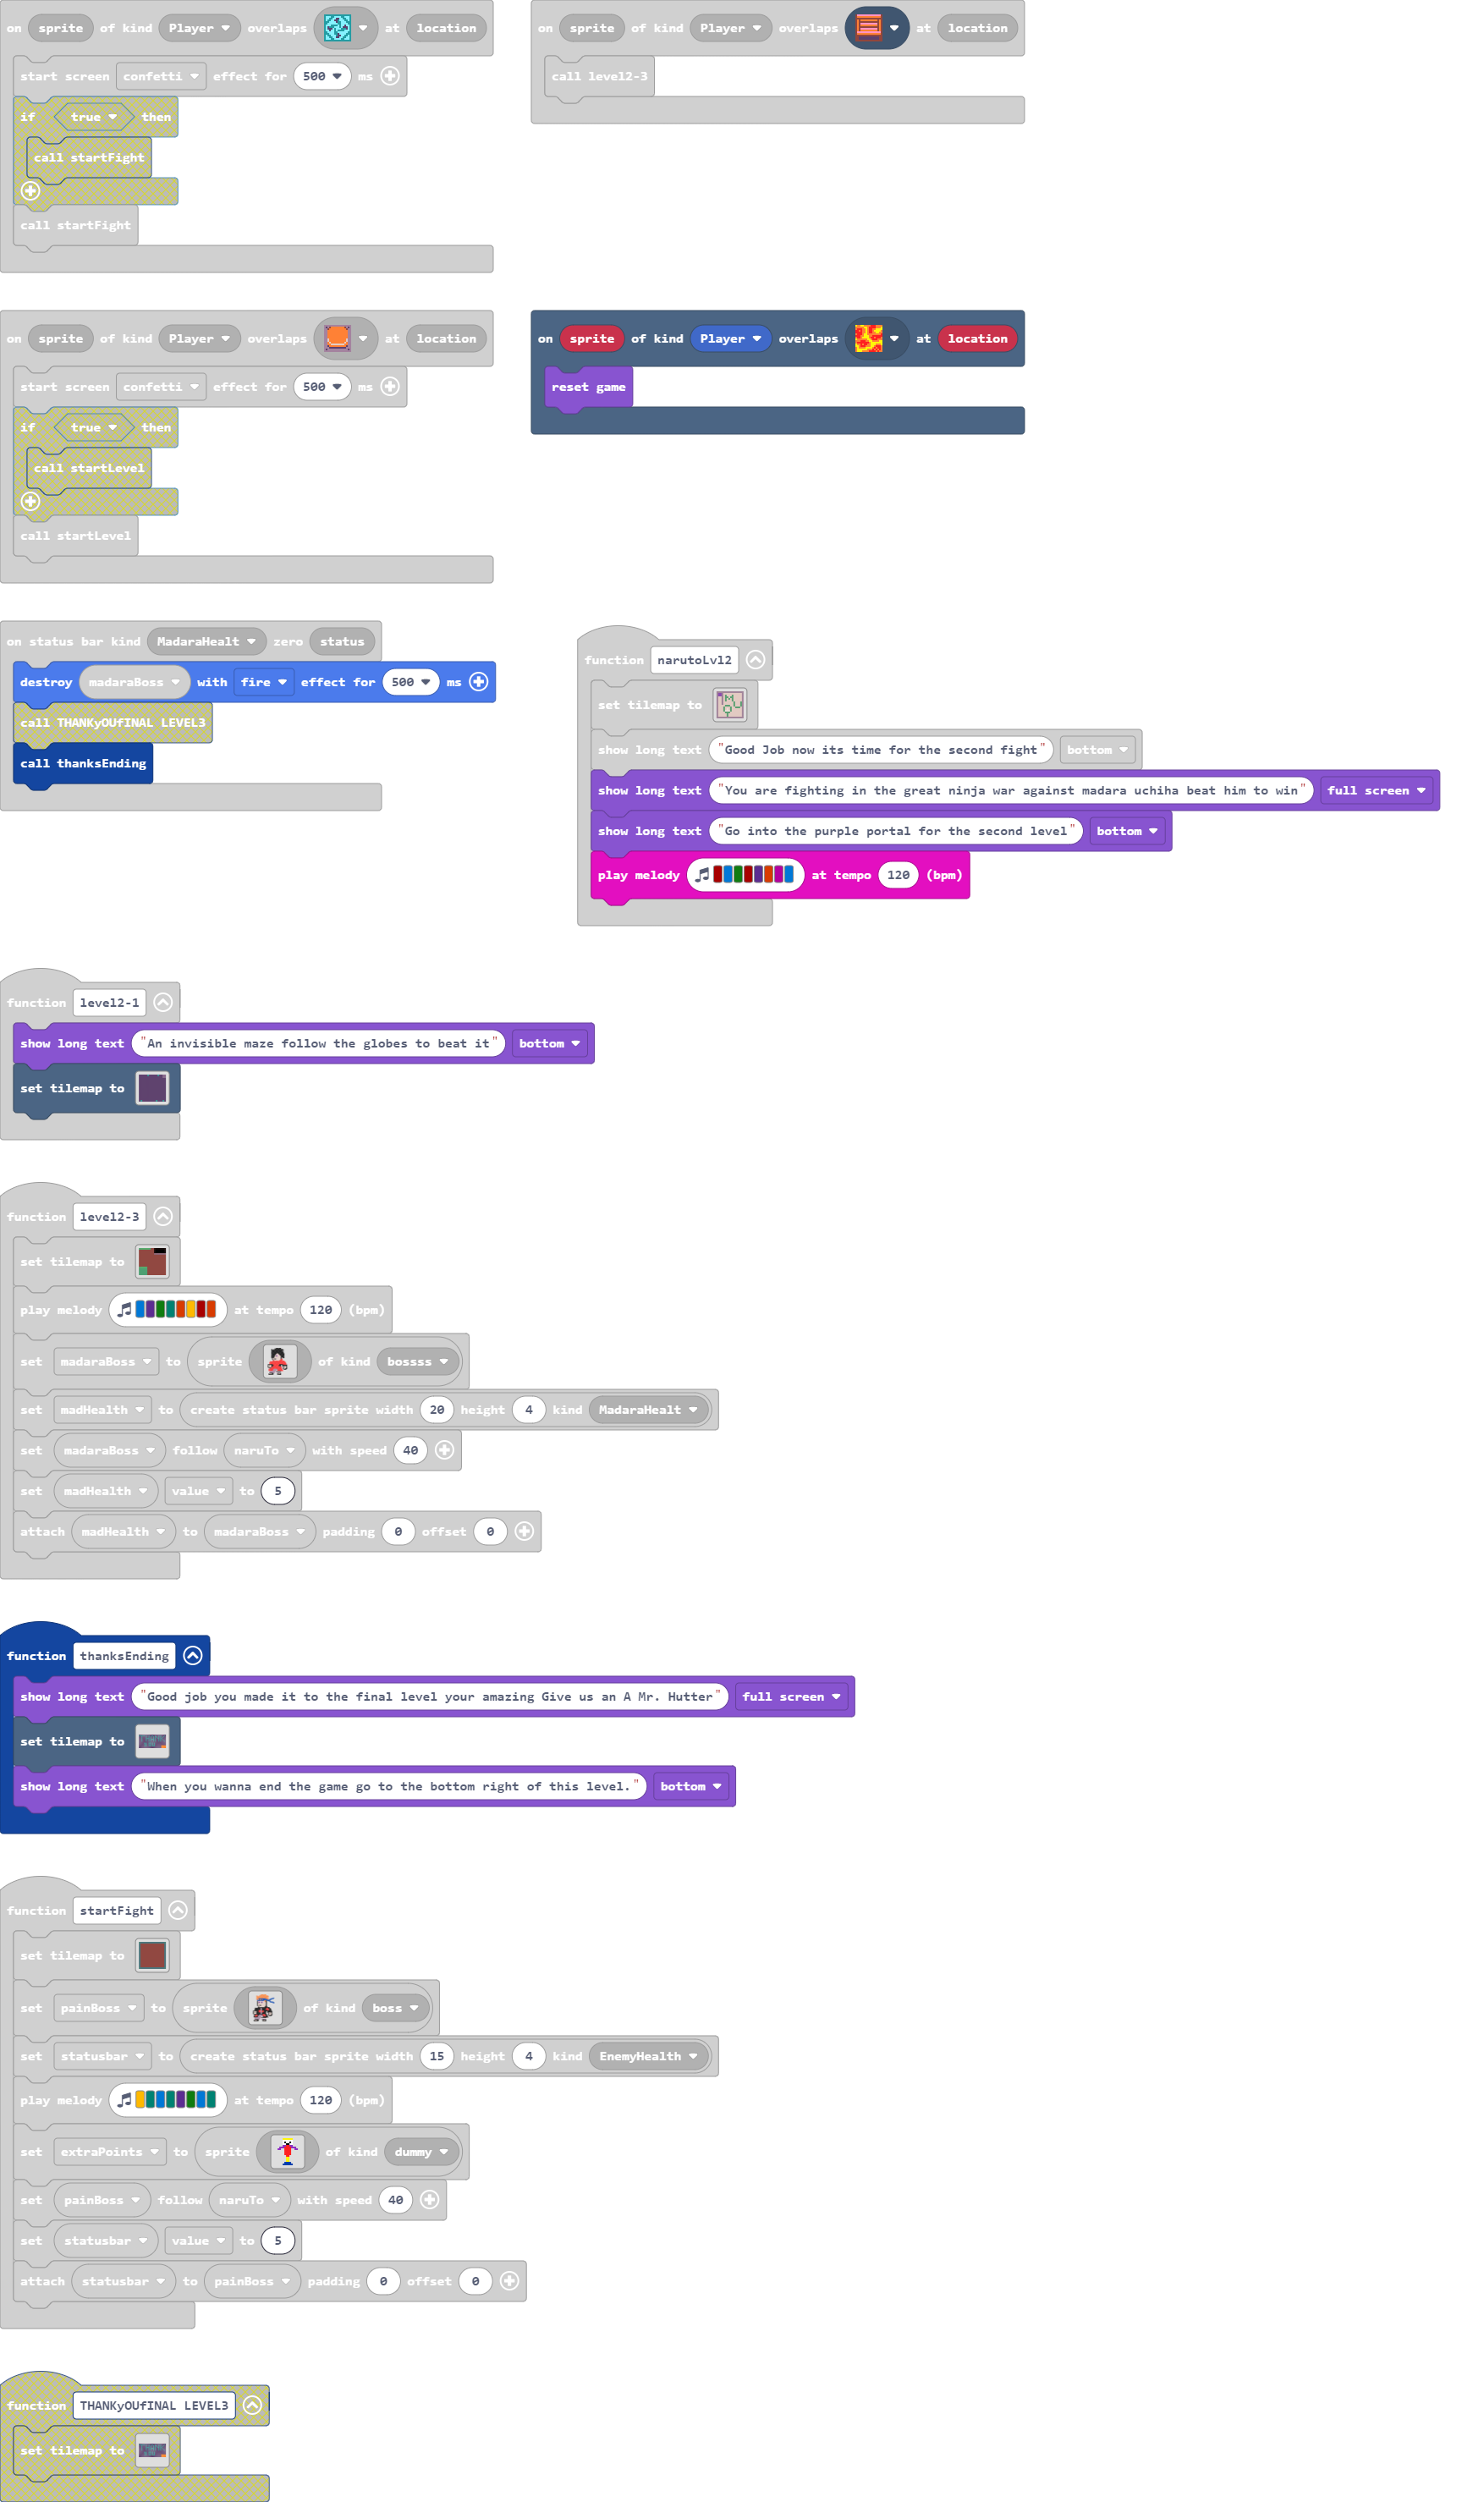 on sprite of kind Player overlaps at location
start screen confetti effect for 500 ms
if true then
call startFight
call startFight
on sprite of kind Player overlaps at location
call level2-3
on sprite of kind Player overlaps at location
start screen confetti effect for 500 ms
if true then
call startLevel
call startLevel
on sprite of kind Player overlaps at location
reset game
on status bar kind MadaraHealt zero status
destroy madaraBoss with fire effect for 500 ms
call THANKyOUfINAL LEVEL3
call thanksEnding
function narutoLvl2
set tilemap to
show long text "Good Job now its time for the second fight" bottom
show long text "You are fighting in the great ninja war against madara uchiha beat him to win" full screen
show long text "Go into the purple portal for the second level" bottom
play melody at tempo 120 (bpm)
function level2-1
show long text "An invisible maze follow the globes to beat it" bottom
set tilemap to
function level2-3
set tilemap to
play melody at tempo 120 (bpm)
set madaraBoss to sprite of kind bossss
set madHealth to create status bar sprite width 20 height 4 kind MadaraHealt
set madaraBoss follow naruTo with speed 40
set madHealth value to 5
attach madHealth to madaraBoss padding 0 offset 0
function thanksEnding
show long text "Good job you made it to the final level your amazing Give us an A Mr. Hutter" full screen
set tilemap to
show long text "When you wanna end the game go to the bottom right of this level." bottom
function startFight
set tilemap to
set painBoss to sprite of kind boss
set statusbar to create status bar sprite width 15 height 4 kind EnemyHealth
play melody at tempo 120 (bpm)
set extraPoints to sprite of kind dummy
set painBoss follow naruTo with speed 40
set statusbar value to 5
attach statusbar to painBoss padding 0 offset 0
function THANKyOUfINAL LEVEL3
set tilemap to